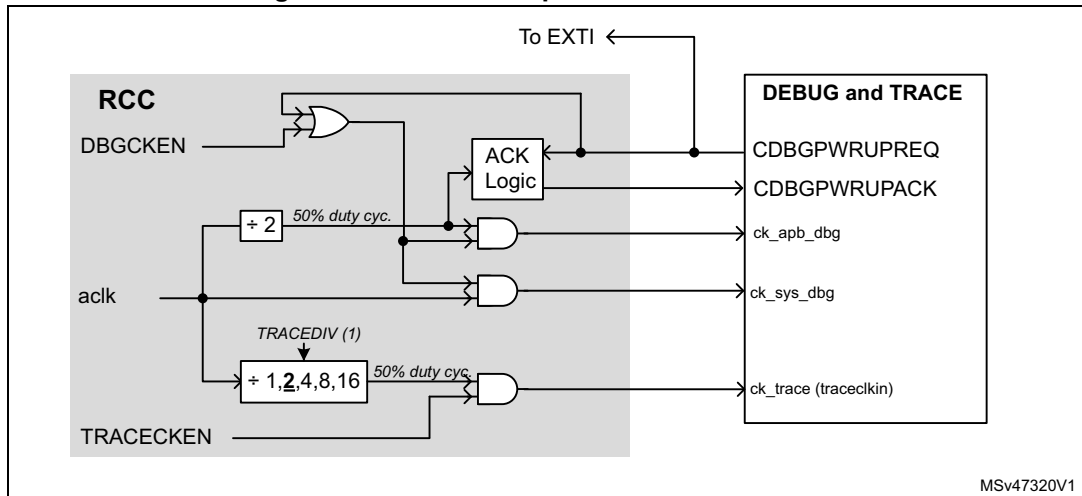 To EXTI
RCC
DEBUG and TRACE
DBGCKEN
ACK
Logic
CDBGPWRUPREQ
CDBGPWRUPACK
÷ 2
50% duty cyc.
ck_apb_dbg
aclk
ck_sys_dbg
TRACEDIV (1)
÷ 1,2,4,8,16
50% duty cyc.
ck_trace (traceclkin)
TRACECKEN
MSv47320V1